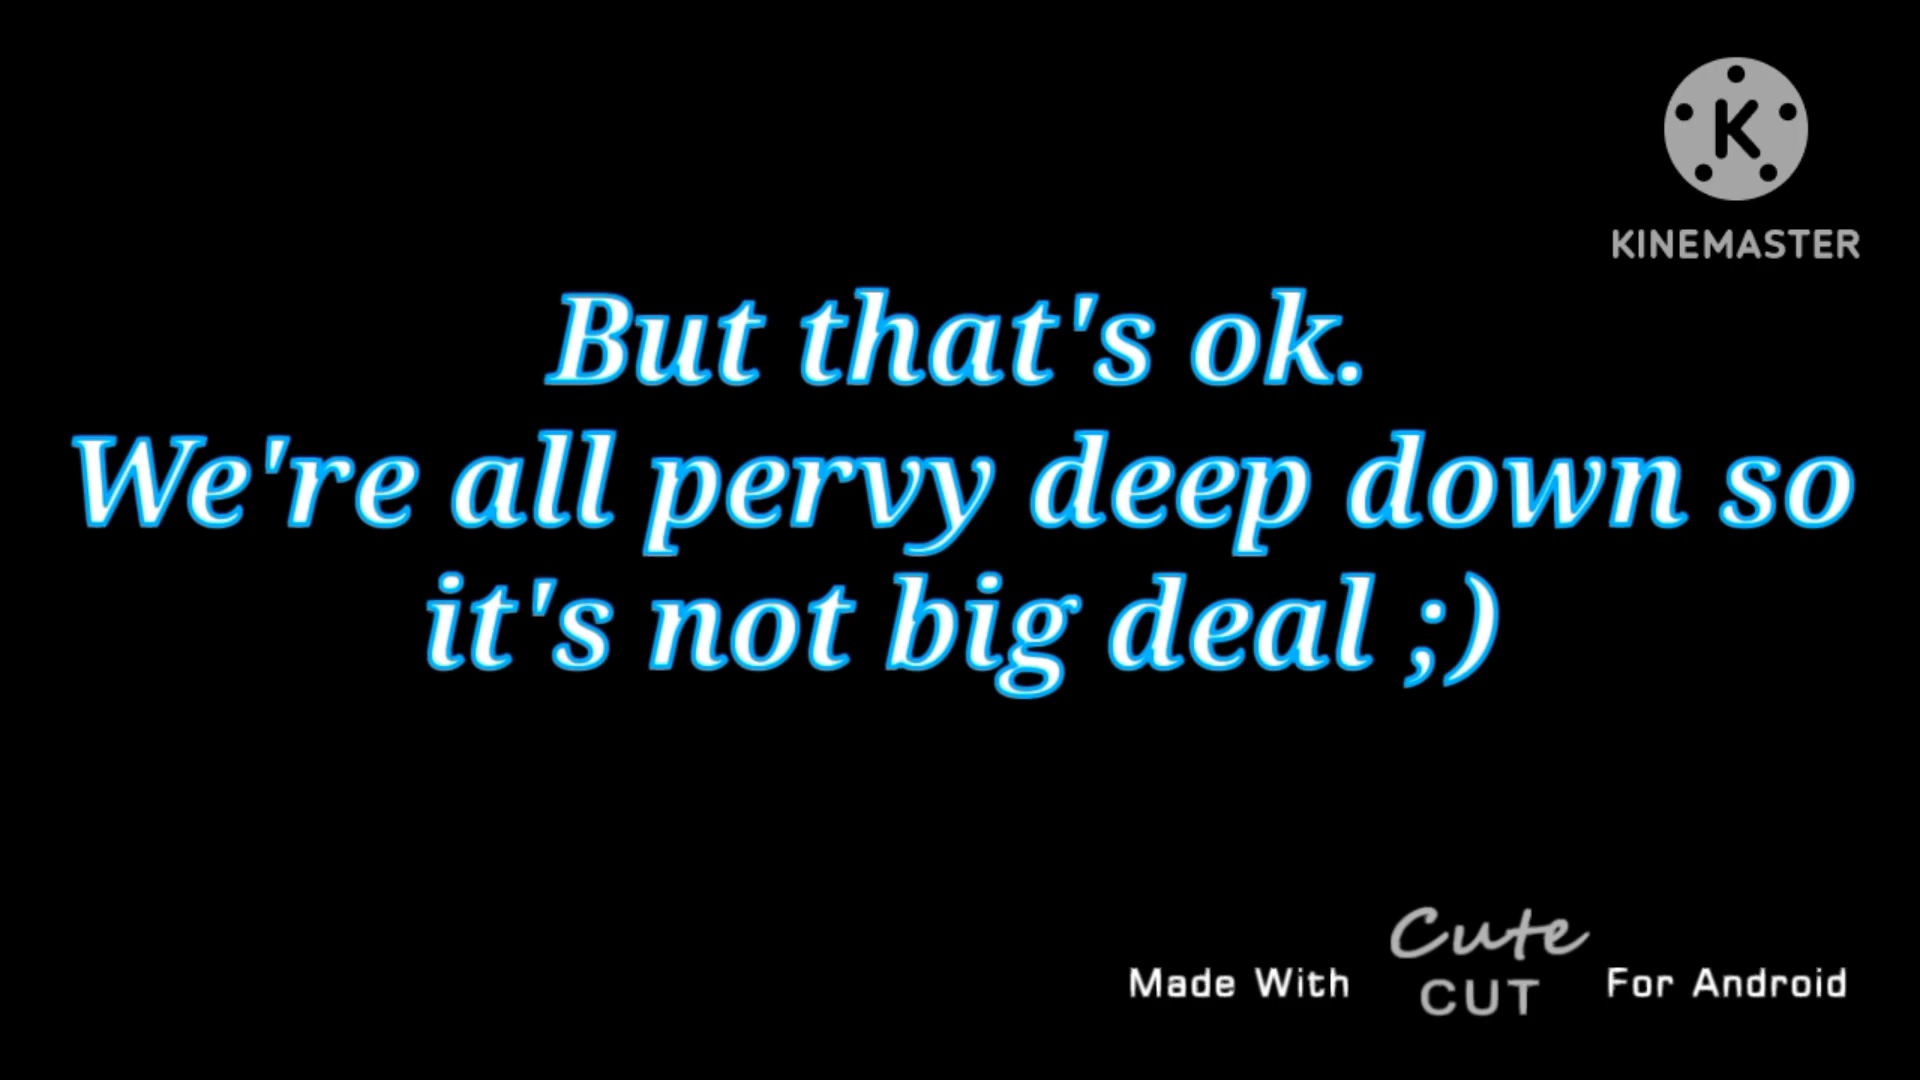 K
KINEMASTER
But that's ok.
We're all pervy deep down so
it's not big deal ;)
Made With Cute CUT For Android